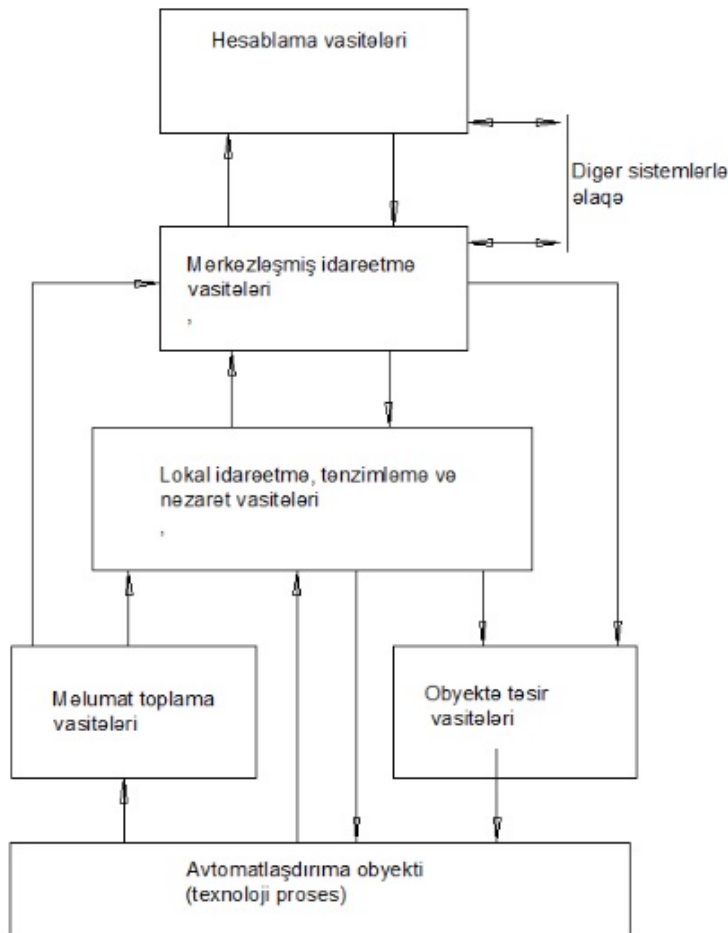 Hesablama vasitələri
Digər sistemlərlə
əlaqə
Mərkəzləşmiş idarəetmə
vasitələri
,
Lokal idarəetmə, tənzimləmə və
nəzarət vasitələri
,
Məlumat toplama
vasitələri
Obyektə təsir
vasitələri
Avtomatlaşdırıma obyekti
(texnoloji proses)